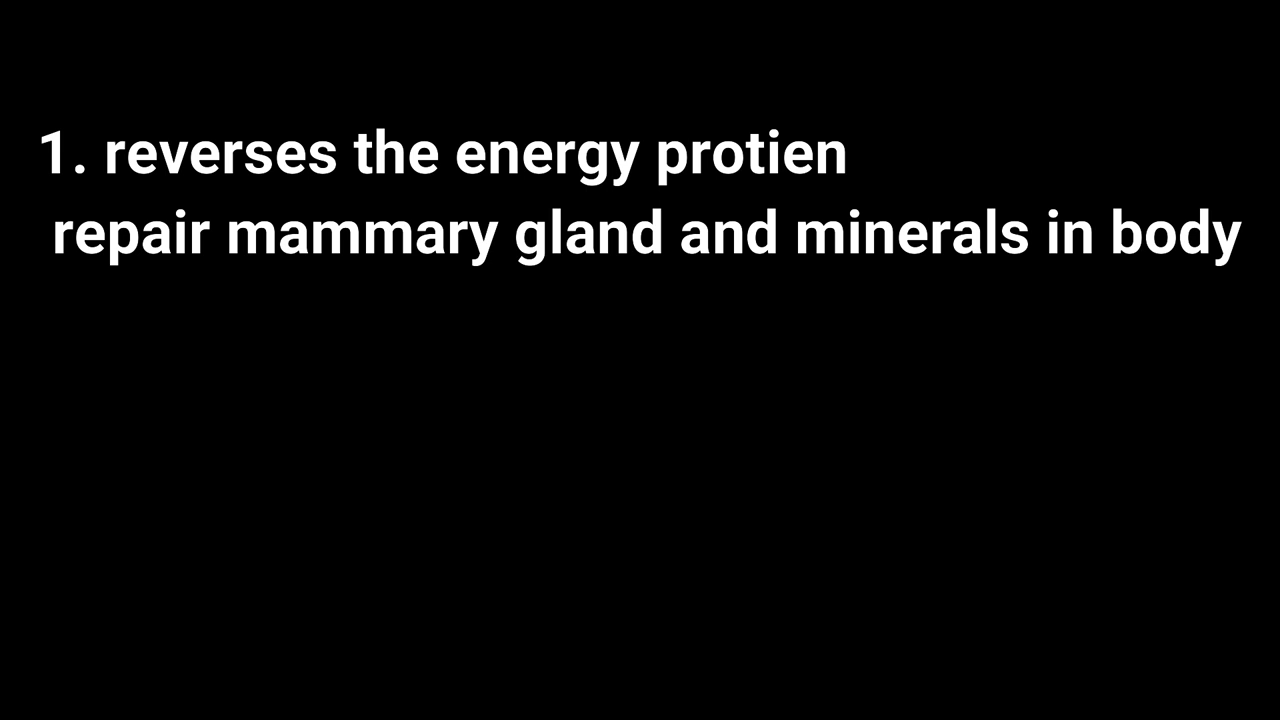 1. reverses the energy protien
repair mammary gland and minerals in body